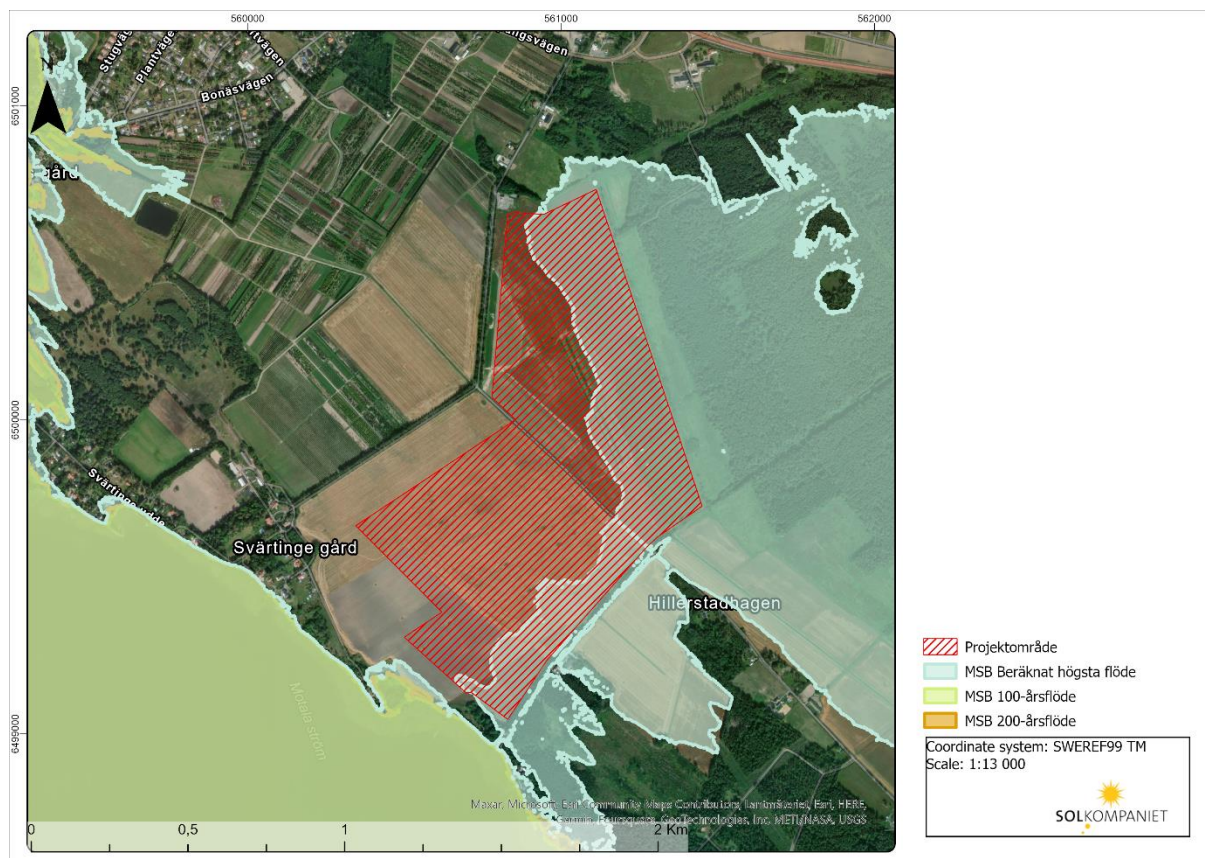 560000
561000
562000
6501000
6500000
6499000
N
Stugväg
Plantvägen
Bonäsvägen
gård
Svärtinge udde
Svärtinge gård
Hillerstadhagen
Motala ström
Maxar, Microsoft, Esri Community Maps Contributors, Lantmäteriet, Esri, HERE,
Garmin, Foursquare, GeoTechnologies, Inc, METI/NASA, USGS
0 0,5 1 2 Km
Projektområde
MSB Beräknat högsta flöde
MSB 100-årsflöde
MSB 200-årsflöde
Coordinate system: SWEREF99 TM
Scale: 1:13 000
SOLKOMPANIET